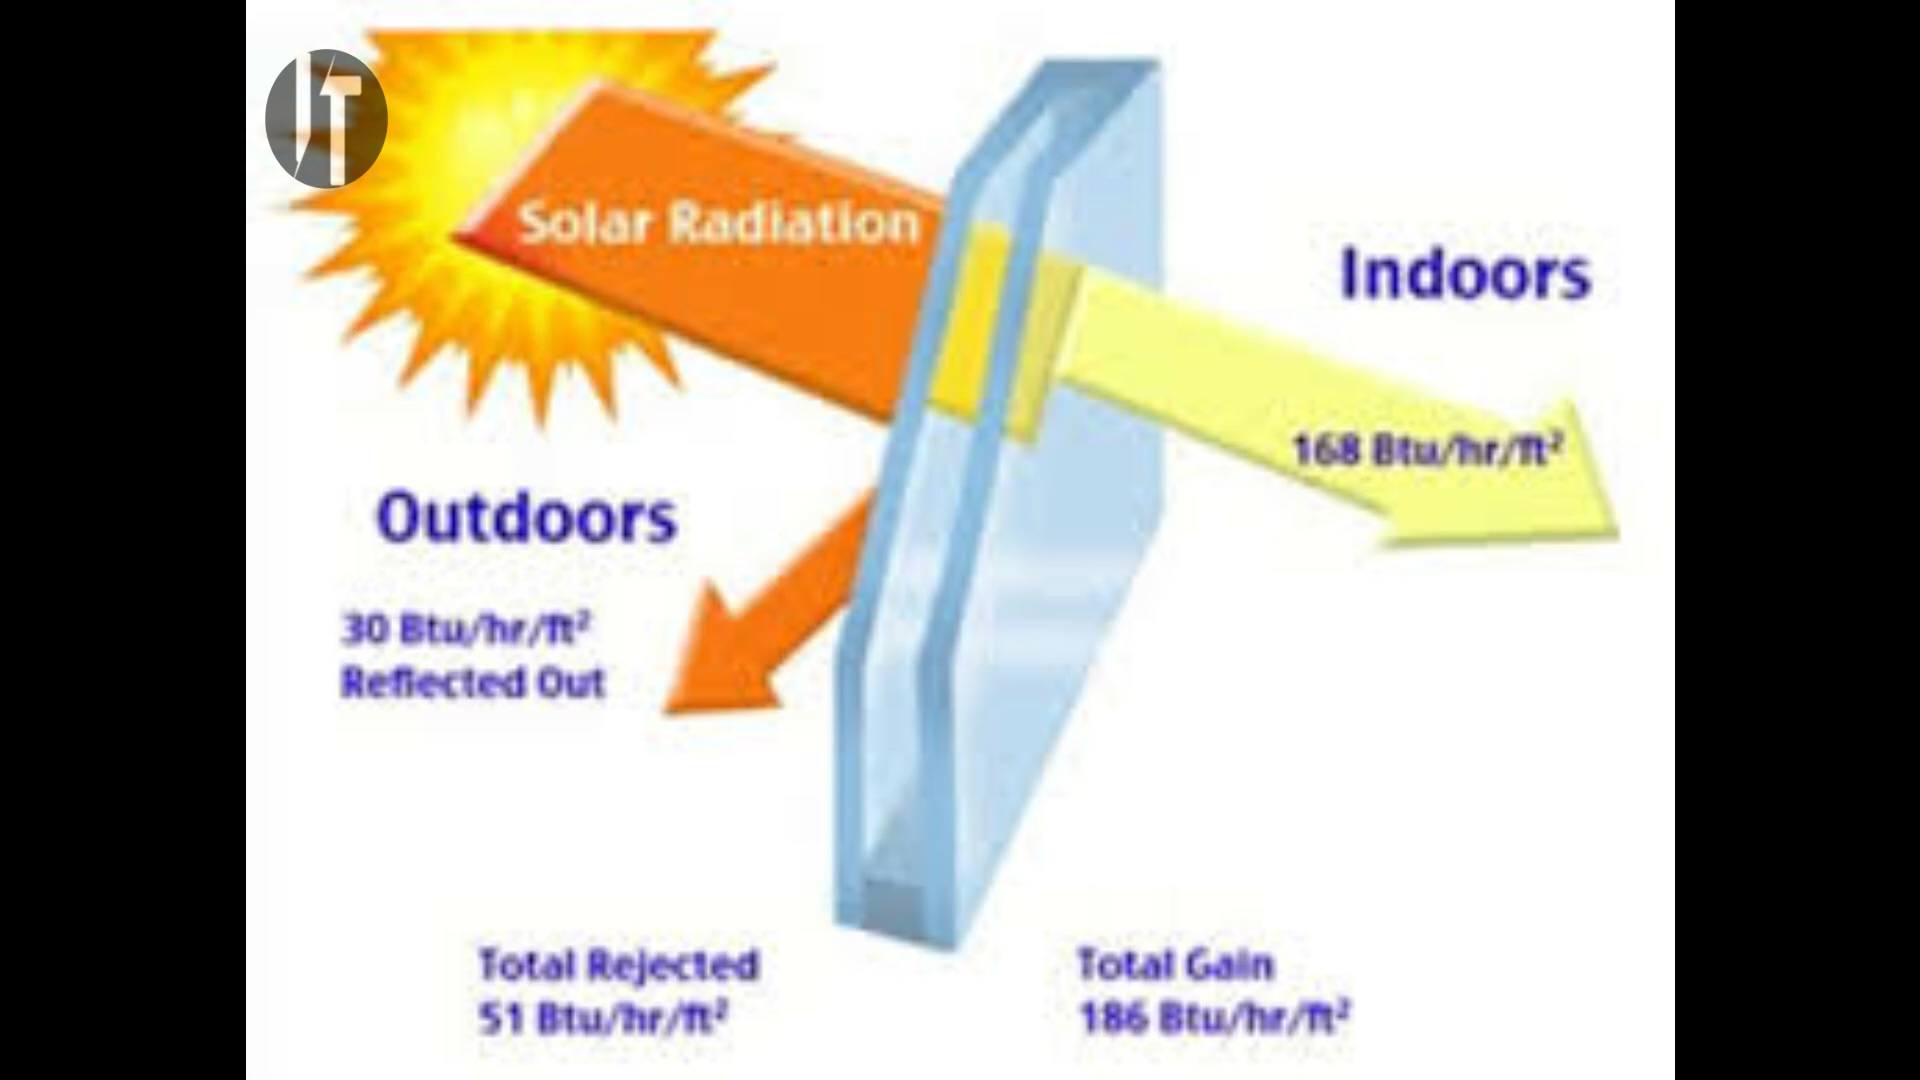 Solar Radiation
Indoors
168 Btu/hr/ft²
Outdoors
30 Btu/hr/ft²
Reflected Out
Total Rejected
51 Btu/hr/ft²
Total Gain
186 Btu/hr/ft²